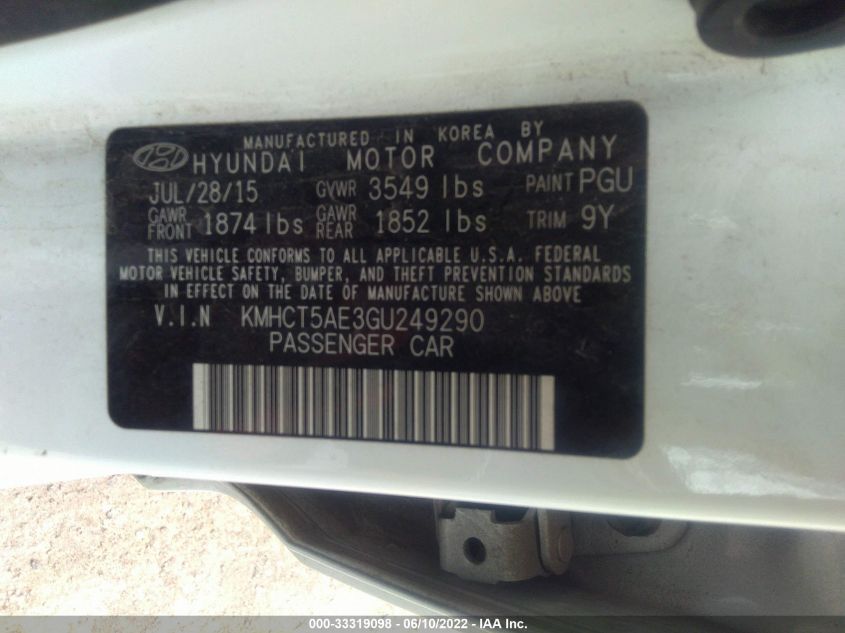 MANUFACTURED IN KOREA BY
HYUNDAI MOTOR COMPANY
JUL/28/15 GVWR 3549 lbs PAINT PGU
GAWR FRONT 1874 lbs GAWR REAR 1852 lbs TRIM 9Y
THIS VEHICLE CONFORMS TO ALL APPLICABLE U.S.A. FEDERAL
MOTOR VEHICLE SAFETY, BUMPER, AND THEFT PREVENTION STANDARDS
IN EFFECT ON THE DATE OF MANUFACTURE SHOWN ABOVE
V.I.N KMHCT5AE3GU249290
PASSENGER CAR
000-33319098 - 06/10/2022 - IAA Inc.